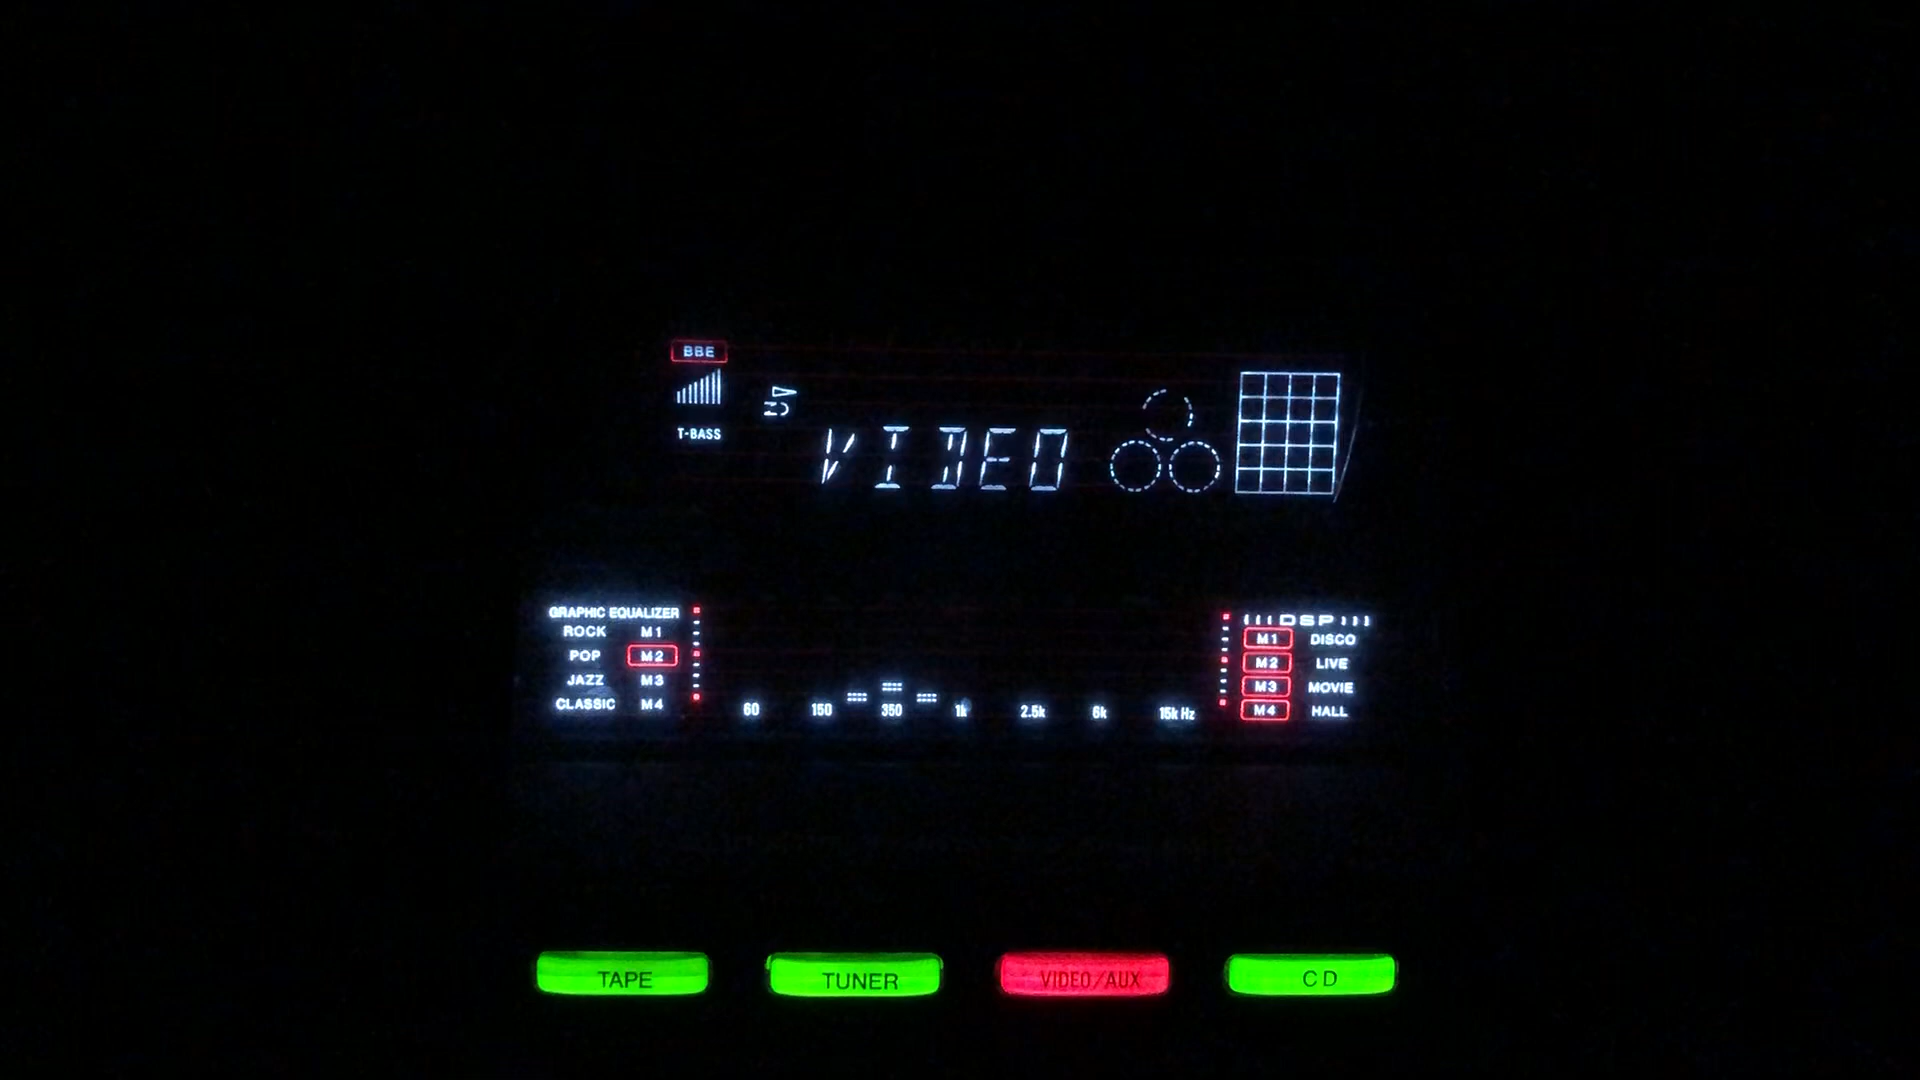 BBE
T-BASS
VIDEO
GRAPHIC EQUALIZER
ROCK M1
POP M2
JAZZ M3
CLASSIC M4
60 150 350 1k 2.5k 6k 15k Hz
DSP
M1 DISCO
M2 LIVE
M3 MOVIE
M4 HALL
TAPE TUNER VIDEO/AUX CD